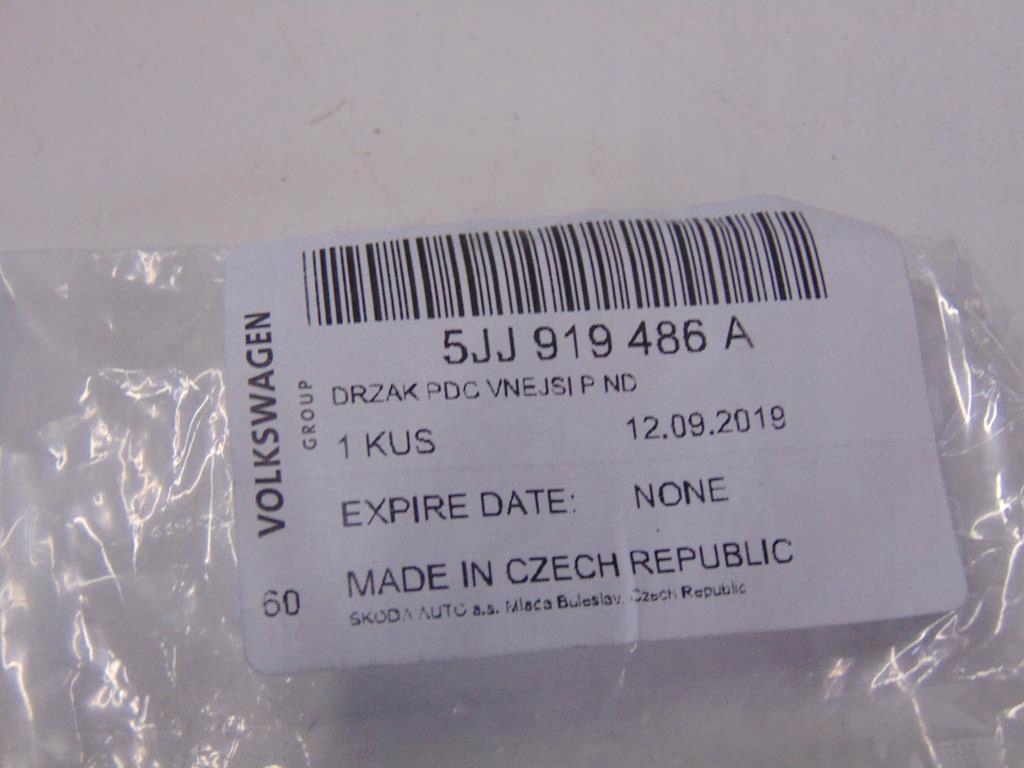 5JJ 919 486 A
DRZAK PDC VNEJSI P ND
1 KUS 12.09.2019
EXPIRE DATE: NONE
MADE IN CZECH REPUBLIC
SKODA AUTO a.s. Mlada Boleslav, Czech Republic
VOLKSWAGEN
GROUP
60